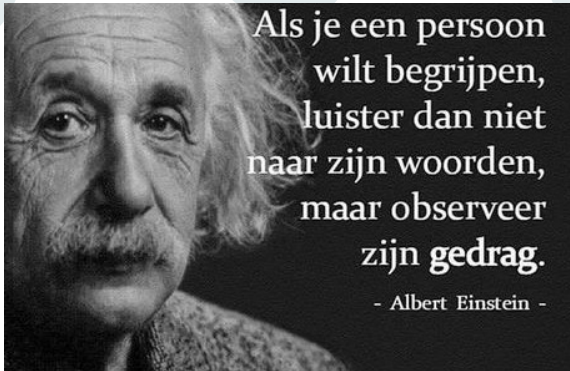 Als je een persoon
wilt begrijpen,
luister dan niet
naar zijn woorden,
maar observeer
zijn gedrag.
- Albert Einstein -